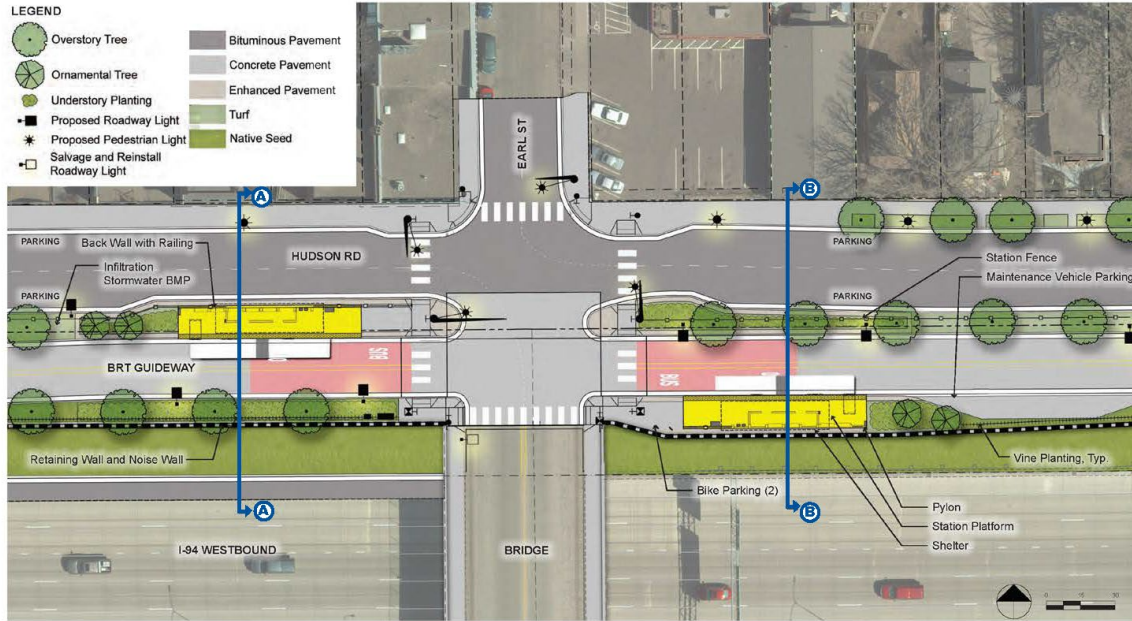 LEGEND
Overstory Tree
Ornamental Tree
Understory Planting
Proposed Roadway Light
Proposed Pedestrian Light
Salvage and Reinstall
Roadway Light
Bituminous Pavement
Concrete Pavement
Enhanced Pavement
Turf
Native Seed
EARL ST
A
B
PARKING
Back Wall with Railing
HUDSON RD
PARKING
Station Fence
Infiltration
Stormwater BMP
Maintenance Vehicle Parking
PARKING
PARKING
BUS
BRT GUIDEWAY
BUS
Retaining Wall and Noise Wall
Vine Planting, Typ.
Bike Parking (2)
A
B
Pylon
Station Platform
Shelter
I-94 WESTBOUND
BRIDGE
0